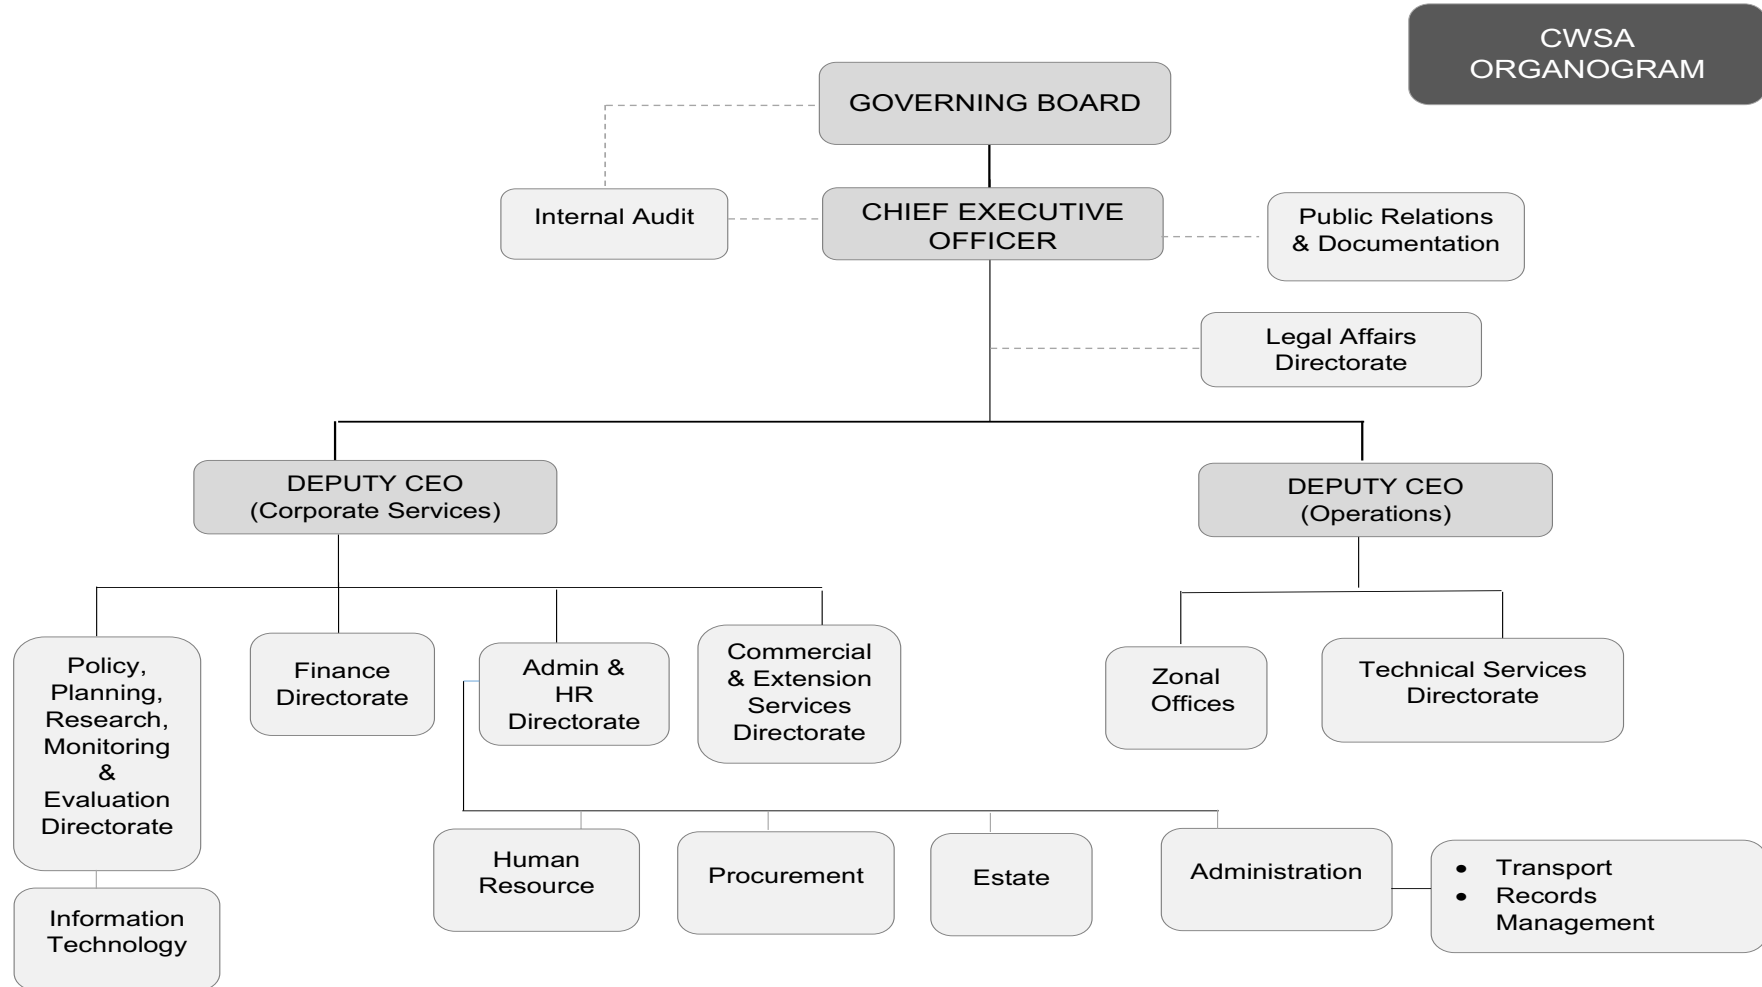 CWSA
ORGANOGRAM
GOVERNING BOARD
Internal Audit
CHIEF EXECUTIVE
OFFICER
Public Relations
& Documentation
Legal Affairs
Directorate
DEPUTY CEO
(Corporate Services)
DEPUTY CEO
(Operations)
Policy,
Planning,
Research,
Monitoring
&
Evaluation
Directorate
Finance
Directorate
Admin &
HR
Directorate
Commercial
& Extension
Services
Directorate
Zonal
Offices
Technical Services
Directorate
Information
Technology
Human
Resource
Procurement
Estate
Administration
• Transport
• Records
Management